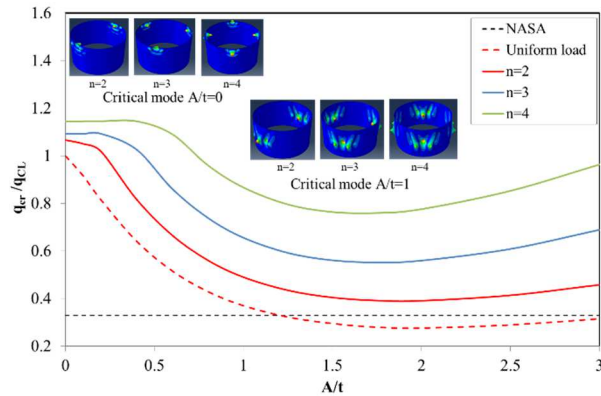 1.6
1.4
1.2
1
0.8
0.6
0.4
0.2
q_cr/q_CL
0
0.5
1
1.5
2
2.5
3
A/t
n=2
n=3
n=4
Critical mode A/t=0
n=2
n=3
n=4
Critical mode A/t=1
NASA
Uniform load
n=2
n=3
n=4